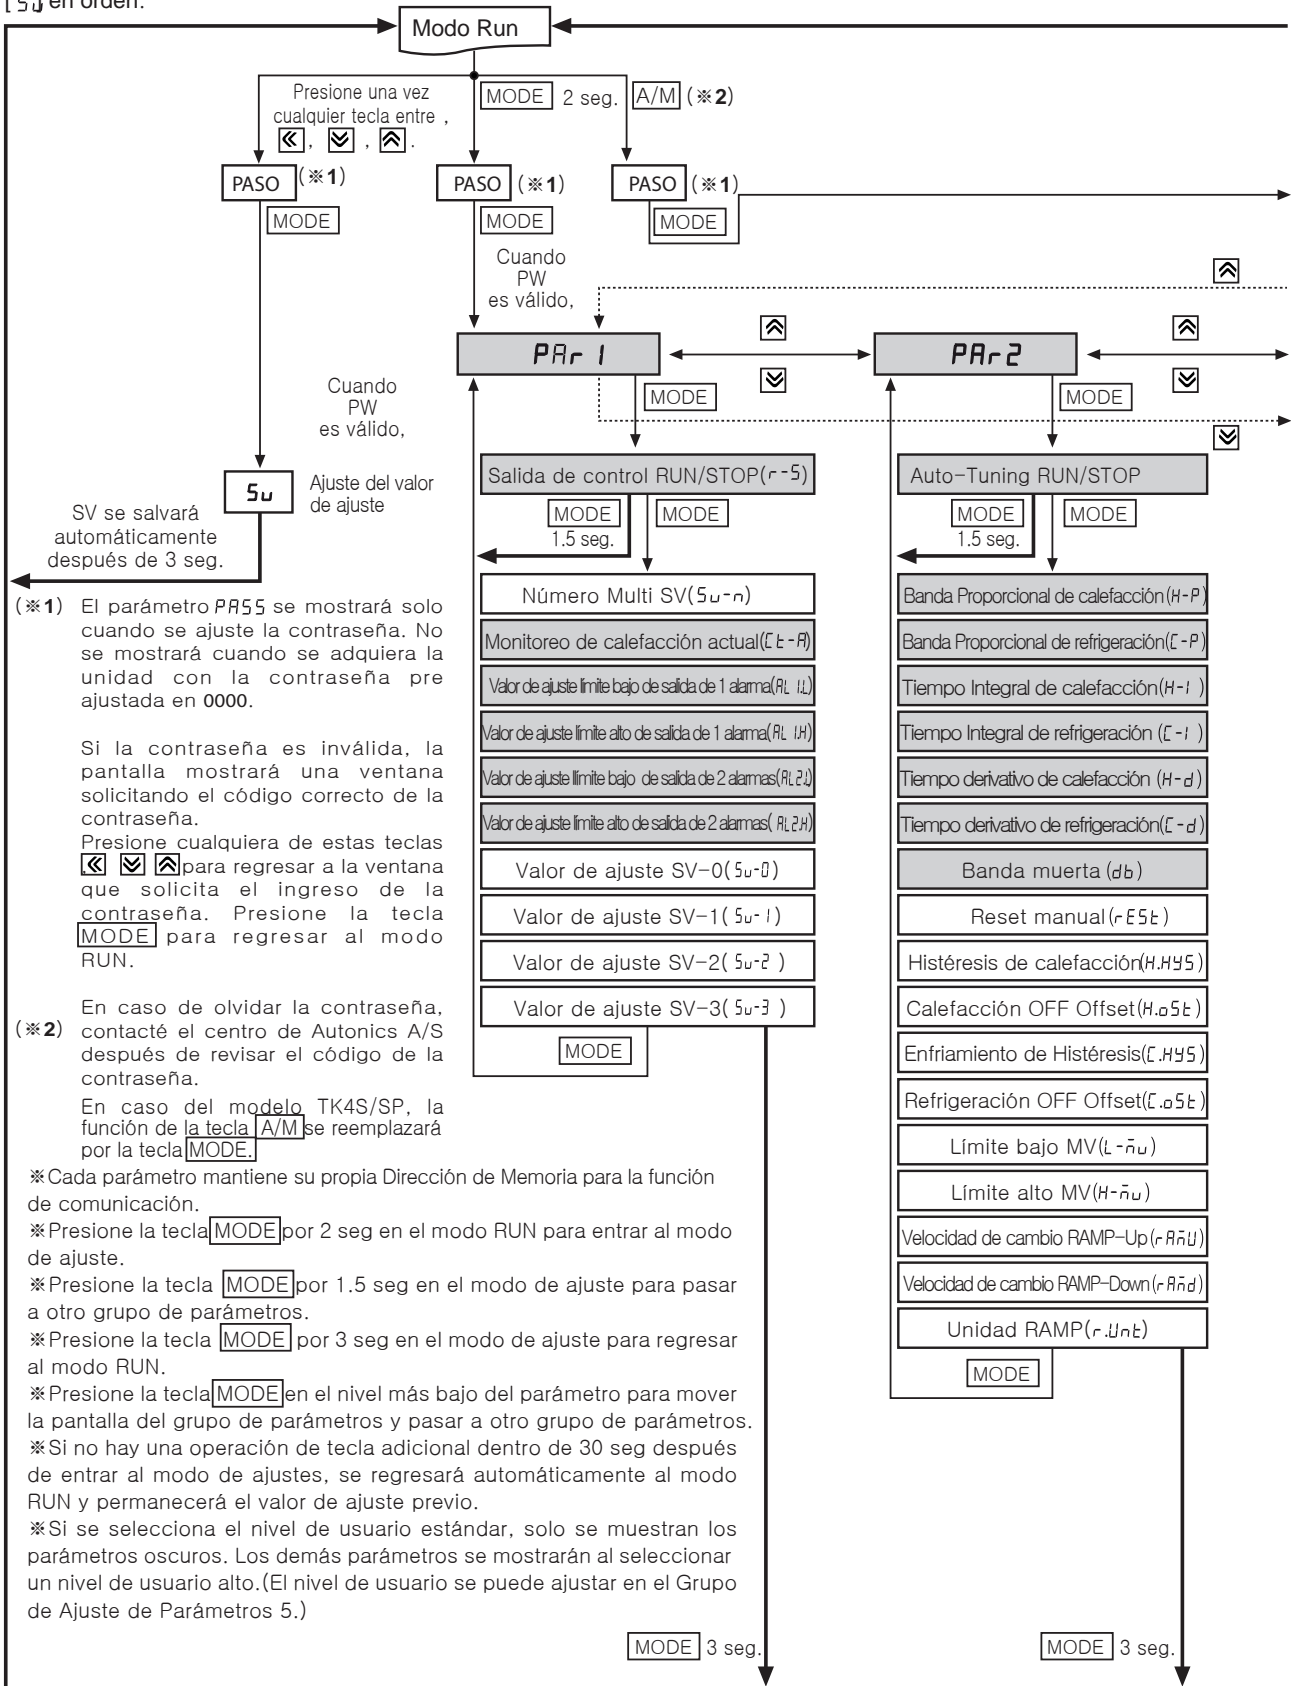 [ Su en orden.
Modo Run
Presione una vez
cualquier tecla entre ,
, , .
MODE 2 seg. A/M (※2)
PASO (※1)
PASO (※1)
PASO (※1)
MODE
MODE
MODE
Cuando
PW
es válido,
PAr1
PAr2
MODE
MODE
Cuando
PW
es válido,
Su
Ajuste del valor
de ajuste
SV se salvará
automáticamente
después de 3 seg.
Salida de control RUN/STOP(r-S)
MODE MODE
1.5 seg.
Número Multi SV(Su-n)
Monitoreo de calefacción actual(Ct-A)
Valor de ajuste límite bajo de salida de 1 alarma(AL1.L)
Valor de ajuste límite alto de salida de 1 alarma(AL1.H)
Valor de ajuste límite bajo de salida de 2 alarmas(AL2.L)
Valor de ajuste límite alto de salida de 2 alarmas( AL2.H)
Valor de ajuste SV-0( Su-0)
Valor de ajuste SV-1( Su-1)
Valor de ajuste SV-2( Su-2 )
Valor de ajuste SV-3( Su-3 )
MODE
Auto-Tuning RUN/STOP
MODE MODE
1.5 seg.
Banda Proporcional de calefacción(H-P)
Banda Proporcional de refrigeración(C-P)
Tiempo Integral de calefacción(H-I )
Tiempo Integral de refrigeración (C-I )
Tiempo derivativo de calefacción (H-d)
Tiempo derivativo de refrigeración(C-d)
Banda muerta (db)
Reset manual(rESt)
Histéresis de calefacción(H.HYS)
Calefacción OFF Offset(H.oSt)
Enfriamiento de Histéresis(C.HYS)
Refrigeración OFF Offset(C.oSt)
Límite bajo MV(L-mu)
Límite alto MV(H-mu)
Velocidad de cambio RAMP-Up(rAmU)
Velocidad de cambio RAMP-Down(rAmd)
Unidad RAMP(r.Unt)
MODE
(※1) El parámetro PASS se mostrará solo
cuando se ajuste la contraseña. No
se mostrará cuando se adquiera la
unidad con la contraseña pre
ajustada en 0000.
Si la contraseña es inválida, la
pantalla mostrará una ventana
solicitando el código correcto de la
contraseña.
Presione cualquiera de estas teclas
para regresar a la ventana
que solicita el ingreso de la
contraseña. Presione la tecla
MODE para regresar al modo
RUN.
En caso de olvidar la contraseña,
(※2) contacté el centro de Autonics A/S
después de revisar el código de la
contraseña.
En caso del modelo TK4S/SP, la
función de la tecla A/M se reemplazará
por la tecla MODE.
※Cada parámetro mantiene su propia Dirección de Memoria para la función
de comunicación.
※Presione la tecla MODE por 2 seg en el modo RUN para entrar al modo
de ajuste.
※Presione la tecla MODE por 1.5 seg en el modo de ajuste para pasar
a otro grupo de parámetros.
※Presione la tecla MODE por 3 seg en el modo de ajuste para regresar
al modo RUN.
※Presione la tecla MODE en el nivel más bajo del parámetro para mover
la pantalla del grupo de parámetros y pasar a otro grupo de parámetros.
※Si no hay una operación de tecla adicional dentro de 30 seg después
de entrar al modo de ajustes, se regresará automáticamente al modo
RUN y permanecerá el valor de ajuste previo.
※Si se selecciona el nivel de usuario estándar, solo se muestran los
parámetros oscuros. Los demás parámetros se mostrarán al seleccionar
un nivel de usuario alto.(El nivel de usuario se puede ajustar en el Grupo
de Ajuste de Parámetros 5.)
MODE 3 seg.
MODE 3 seg.